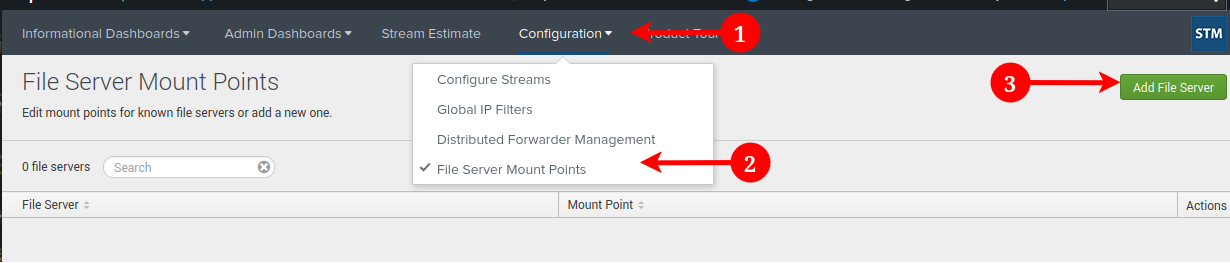 Informational Dashboards Admin Dashboards Stream Estimate Configuration Product Tour 1 STM
File Server Mount Points
Edit mount points for known file servers or add a new one.
Configure Streams
Global IP Filters
Distributed Forwarder Management
File Server Mount Points
2
3 Add File Server
0 file servers Search
File Server Mount Point Actions